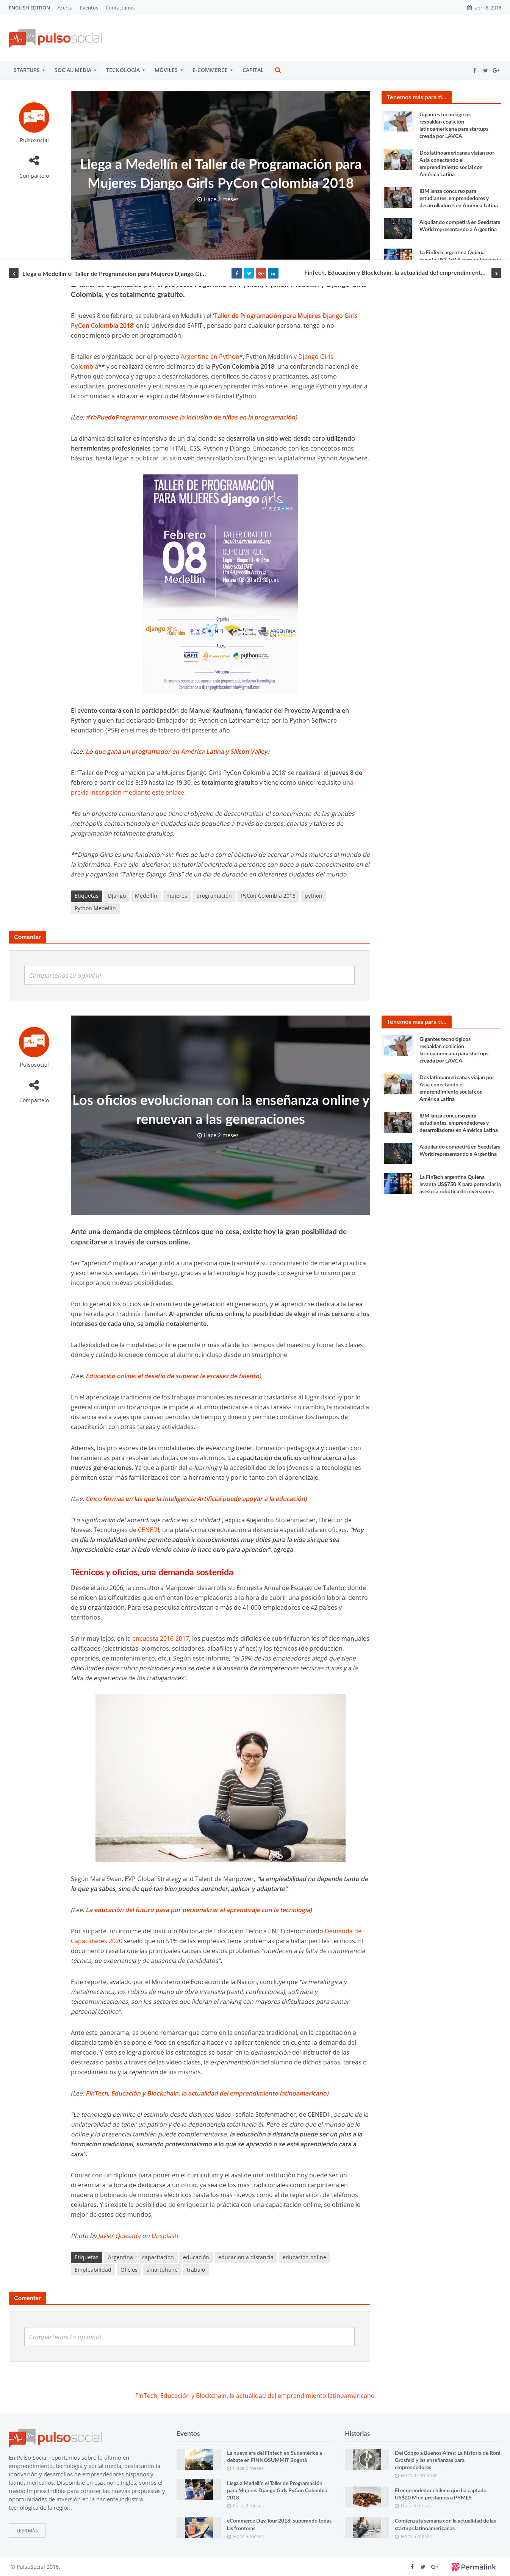 ENGLISH EDITION Acerca Eventos Contáctanos abril 8, 2018
pulsosocial
STARTUPS SOCIAL MEDIA TECNOLOGÍA MÓVILES E-COMMERCE CAPITAL
Pulsosocial
Compartelo
Llega a Medellín el Taller de Programación para
Mujeres Django Girls PyCon Colombia 2018
Hace 2 meses
Tenemos más para ti...
Gigantes tecnológicos
respaldan coalición
latinoamericana para startups
creada por LAVCA
Dos latinoamericanas viajan por
Asia conectando el
emprendimiento social con
América Latina
IBM lanza concurso para
estudiantes, emprendedores y
desarrolladores en América Latina
Alquilando competirá en Seedstars
World representando a Argentina
La FinTech argentina Quiena
Llega a Medellín el Taller de Programación para Mujeres Django Gi...
FinTech, Educación y Blockchain, la actualidad del emprendimient...
Colombia, y es totalmente gratuito.
El jueves 8 de febrero, se celebrará en Medellín el 'Taller de Programación para Mujeres Django Girls
PyCon Colombia 2018' en la Universidad EAFIT , pensado para cualquier persona, tenga o no
conocimiento previo en programación.
El taller es organizado por el proyecto Argentina en Python*, Python Medellín y Django Girls
Colombia** y se realizará dentro del marco de la PyCon Colombia 2018, una conferencia nacional de
Python que convoca y agrupa a desarrolladores, científicos de datos y practicantes, así como
estudiantes, profesionales y entusiastas que quieren aprender más sobre el lenguaje Python y ayudar a
la comunidad a abarcar el espíritu del Movimiento Global Python.
(Lee: #YoPuedoProgramar promueve la inclusión de niñas en la programación)
La dinámica del taller es intensivo de un día, donde se desarrolla un sitio web desde cero utilizando
herramientas profesionales como HTML, CSS, Python y Django. Empezando con los conceptos más
básicos, hasta llegar a publicar un sitio web desarrollado con Django en la plataforma Python Anywhere.
TALLER DE PROGRAMACIÓN
PARA MUJERES django girls
Febrero
08
Medellín
CUPO LIMITADO
Organiza
Apoya
Patrocina
El evento contará con la participación de Manuel Kaufmann, fundador del Proyecto Argentina en
Python y quien fue declarado Embajador de Python en Latinoamérica por la Python Software
Foundation (PSF) en el mes de febrero del presente año.
(Lee: Lo que gana un programador en América Latina y Silicon Valley)
El 'Taller de Programación para Mujeres Django Girls PyCon Colombia 2018' se realizará el jueves 8 de
febrero a partir de las 8:30 hasta las 19:30, es totalmente gratuito y tiene como único requisito una
previa inscripción mediante este enlace.
*Es un proyecto comunitario que tiene el objetivo de descentralizar el conocimiento de las grandes
metrópolis compartiéndolo en ciudades más pequeñas a través de cursos, charlas y talleres de
programación totalmente gratuitos.
**Django Girls es una fundación sin fines de lucro con el objetivo de acercar a más mujeres al mundo de
la informática. Para ello, diseñaron un tutorial orientado a personas con poco o nulo conocimiento en el
área y organizan "Talleres Django Girls" de un día de duración en diferentes ciudades del mundo.
Etiquetas Django Medellín mujeres programación PyCon Colombia 2018 python
Python Medellín
Comentar
Compartenos tu opinión!
Pulsosocial
Compartelo
Los oficios evolucionan con la enseñanza online y
renuevan a las generaciones
Hace 2 meses
Tenemos más para ti...
Gigantes tecnológicos
respaldan coalición
latinoamericana para startups
creada por LAVCA
Dos latinoamericanas viajan por
Asia conectando el
emprendimiento social con
América Latina
IBM lanza concurso para
estudiantes, emprendedores y
desarrolladores en América Latina
Alquilando competirá en Seedstars
World representando a Argentina
La FinTech argentina Quiena
levanta US$750 K para potenciar la
asesoría robótica de inversiones
Ante una demanda de empleos técnicos que no cesa, existe hoy la gran posibilidad de
capacitarse a través de cursos online.
Ser "aprendiz" implica trabajar junto a una persona que transmite su conocimiento de manera práctica
y eso tiene sus ventajas. Sin embargo, gracias a la tecnología hoy puede conseguirse lo mismo pero
incorporando nuevas posibilidades.
Por lo general los oficios se transmiten de generación en generación, y el aprendiz se dedica a la tarea
que hereda por tradición familiar. Al aprender oficios online, la posibilidad de elegir el más cercano a los
intereses de cada uno, se amplía notablemente.
La flexibilidad de la modalidad online permite ir más allá de los tiempos del maestro y tomar las clases
dónde y cuándo le quede cómodo al alumno, incluso desde un smartphone.
(Lee: Educación online: el desafío de superar la escasez de talento)
En el aprendizaje tradicional de los trabajos manuales es necesario trasladarse al lugar físico -y por lo
general cumplir un horario que obliga al alumno a desatender a otras tareas-. En cambio, la modalidad a
distancia evita viajes que causan pérdidas de tiempo y permite combinar los tiempos de estudio
adaptándose con otras tareas y actividades.
Además, los profesores de las modalidades de e-learning tienen formación pedagógica y cuentan con
herramientas para resolver las dudas de sus alumnos. La capacitación de oficios online acerca a las
nuevas generaciones. Ya que a partir del e-learning y la accesibilidad los jóvenes a la tecnología les
permiten estar más familiarizados con la herramienta y por lo tanto con el aprendizaje.
(Lee: Cinco formas en las que la Inteligencia Artificial puede apoyar a la educación)
"Lo significativo del aprendizaje radica en su utilidad", explica Alejandro Stofenmacher, Director de
Nuevas Tecnologías de CENEDI, una plataforma de educación a distancia especializada en oficios. "Hoy
en día la modalidad online permite adquirir conocimientos muy útiles para la vida sin que sea
imprescindible estar al lado viendo cómo lo hace otro para aprender", agrega.
Técnicos y oficios, una demanda sostenida
Desde el año 2006, la consultora Manpower desarrolla su Encuesta Anual de Escasez de Talento, donde
se miden las dificultades que enfrentan los empleadores a la hora de cubrir una posición laboral dentro
de su organización. Para esa pesquisa entrevistan a más de 41.000 empleadores de 42 países y
territorios.
Sin ir muy lejos, en la encuesta 2016-2017, los puestos más difíciles de cubrir fueron los oficios manuales
calificados (electricistas, plomeros, soldadores, albañiles y afines) y los técnicos (de producción,
operarios, en mantenimiento, etc.). Según este informe, "el 59% de los empleadores alegó que tiene
dificultades para cubrir posiciones y eso se debe a la ausencia de competencias técnicas duras y a la
falta de experiencia de los trabajadores".
Según Mara Swan, EVP Global Strategy and Talent de Manpower, "la empleabilidad no depende tanto de
lo que ya sabes, sino de qué tan bien puedes aprender, aplicar y adaptarte".
(Lee: La educación del futuro pasa por personalizar el aprendizaje con la tecnología)
Por su parte, un informe del Instituto Nacional de Educación Técnica (INET) denominado Demanda de
Capacidades 2020 señaló que un 51% de las empresas tiene problemas para hallar perfiles técnicos. El
documento resalta que las principales causas de estos problemas "obedecen a la falta de competencia
técnica, de experiencia y de ausencia de candidatos".
Este reporte, avalado por el Ministerio de Educación de la Nación, concluye que "la metalúrgica y
metalmecánica, los rubros de mano de obra intensiva (textil, confecciones), software y
telecomunicaciones, son los sectores que lideran el ranking con mayores dificultades para sumar
personal técnico".
Ante este panorama, es bueno remarcar que como en la enseñanza tradicional, en la capacitación a
distancia también se pone en juego la demostración, la experimentación y la repetición de lo que el
alumno debe aprender. Y esto se logra porque las demandas se basan en la demostración del instructor de las
destrezas o pasos a través de las video clases, la experimentación del alumno de dichos pasos, tareas o
procedimientos y la repetición de los mismos.
(Lee: FinTech, Educación y Blockchain, la actualidad del emprendimiento latinoamericano)
"La tecnología permite el estímulo desde distintos lados –señala Stofenmacher, de CENEDI-, se sale de la
unilateralidad de tener un patrón y de la dependencia total hacia él. Pero es claro que el mundo de lo
online y lo presencial también puede complementarse: la educación a distancia puede ser un plus a la
formación tradicional, sumando profesionalismo a lo que se aprendió o se está aprendiendo cara a
cara".
Contar con un diploma para poner en el currículum y el aval de una institución hoy puede ser un
diferencial a la hora de ejercer un oficio, ya sea de los más tradicionales como carpintería en
madera, corte y confección, electricidad o instalaciones hasta los más nuevos como el de reparación de teléfonos
celulares. Y si existe la posibilidad de enriquecer la práctica con una capacitación online, se obtiene lo
mejor de estos dos mundos.
Photo by Javier Quesada on Unsplash
Etiquetas Argentina capacitacion educación educacion a distancia educación online
Empleabilidad Oficios smartphone trabajo
Comentar
Compartenos tu opinión!
FinTech, Educación y Blockchain, la actualidad del emprendimiento latinoamericano
pulsosocial
En Pulso Social reportamos sobre lo mejor en
emprendimiento, tecnología y social media, destacando la
innovación y desarrollos de emprendedores hispanos y
latinoamericanos. Disponible en español e inglés, somos el
medio imprescindible para conocer las nuevas propuestas y
negocios de impacto en la naciente industria
tecnológica de la región.
LEER MÁS
Eventos
La nueva era del Fintech en Sudamérica a
debate en FINNOSUMMIT Bogotá
Hace 2 meses
Llega a Medellín el Taller de Programación
para Mujeres Django Girls PyCon Colombia
2018
Hace 2 meses
eCommerce Day Tour 2018: superando todas
las fronteras
Hace 3 meses
Historias
Del Congo a Buenos Aires: La historia de Roni
Grosfeld y las enseñanzas para
emprendedores
Hace 4 semanas
El emprendedor chileno que ha captado
US$20 M en préstamos a PYMES
Hace 5 meses
Comienza la semana con la actualidad de las
startups latinoamericanas
Hace 5 meses
© PulsoSocial 2016.
Permalink